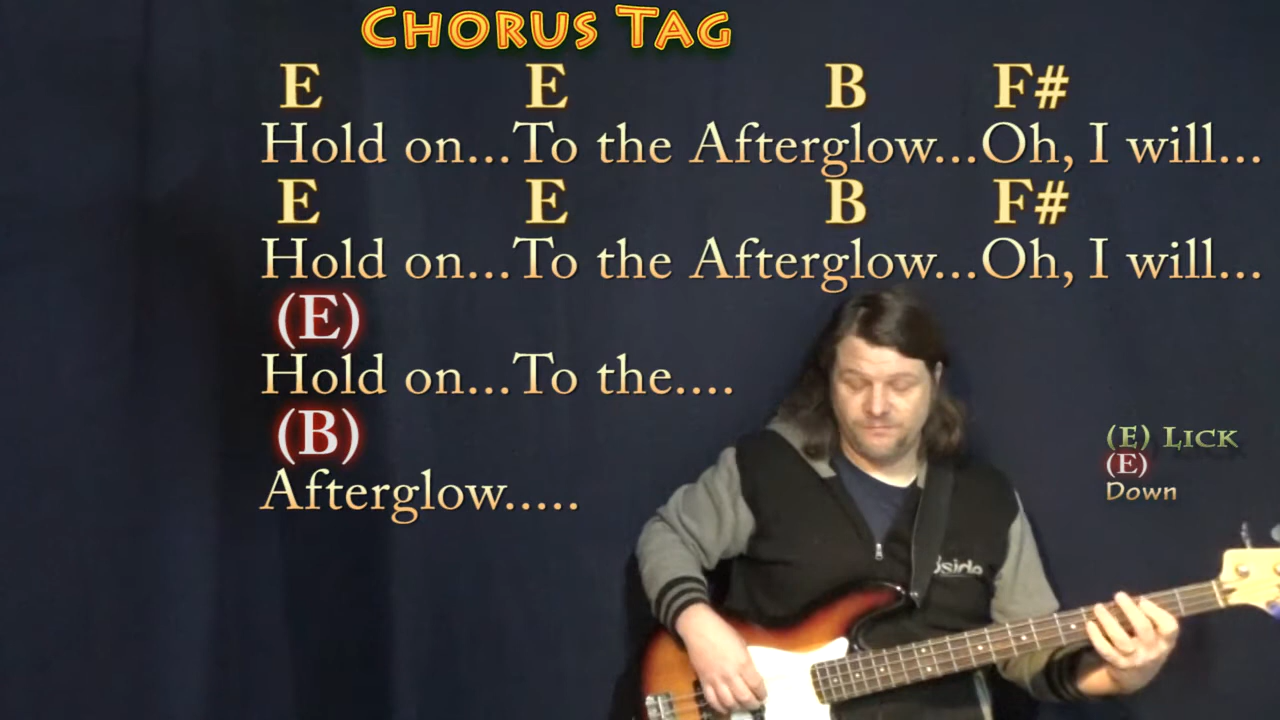 Chorus Tag
E E B F#
Hold on...To the Afterglow...Oh, I will...
E E B F#
Hold on...To the Afterglow...Oh, I will...
(E)
Hold on...To the....
(B)
Afterglow.....
(E) Lick
(E)
Down